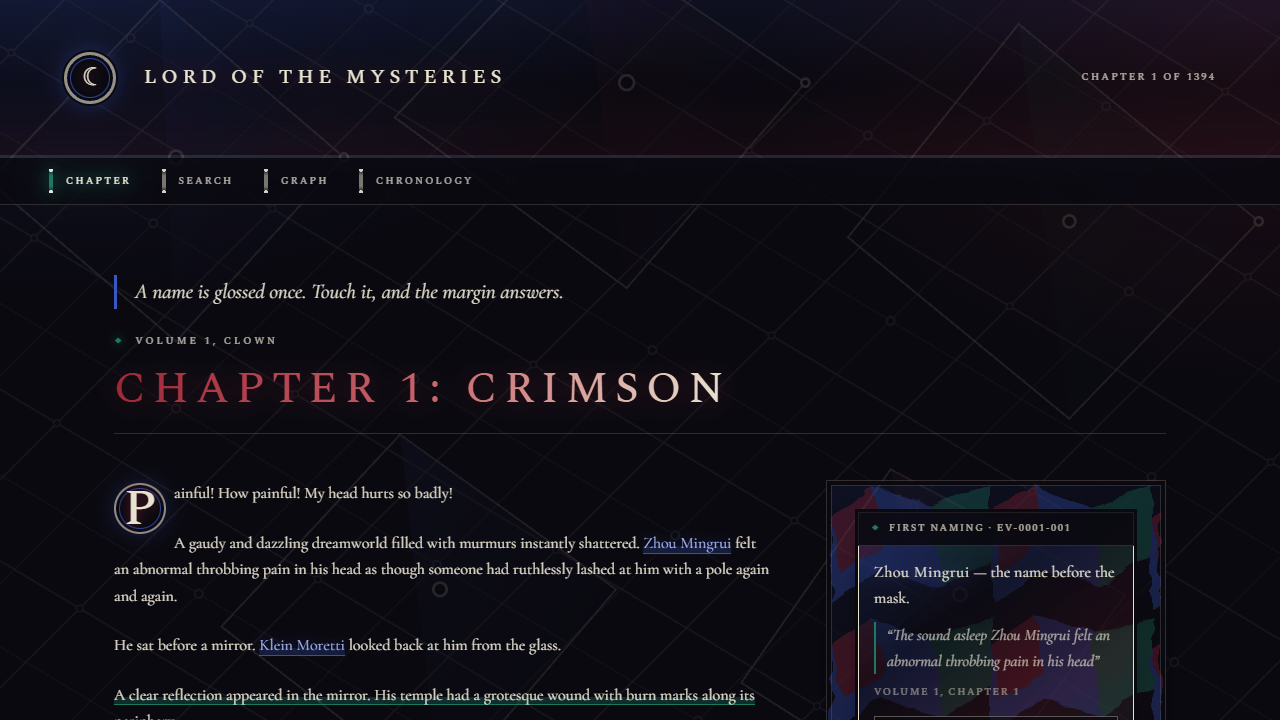 LORD OF THE MYSTERIES
CHAPTER 1 OF 1394
CHAPTER
SEARCH
GRAPH
CHRONOLOGY
A name is glossed once. Touch it, and the margin answers.
VOLUME 1, CLOWN
CHAPTER 1: CRIMSON
Painful! How painful! My head hurts so badly!
A gaudy and dazzling dreamworld filled with murmurs instantly shattered. Zhou Mingrui felt
an abnormal throbbing pain in his head as though someone had ruthlessly lashed at him with a pole again
and again.
He sat before a mirror. Klein Moretti looked back at him from the glass.
A clear reflection appeared in the mirror. His temple had a grotesque wound with burn marks along its
FIRST NAMING · EV-0001-001
Zhou Mingrui — the name before the
mask.
“The sound asleep Zhou Mingrui felt an
abnormal throbbing pain in his head”
VOLUME 1, CHAPTER 1